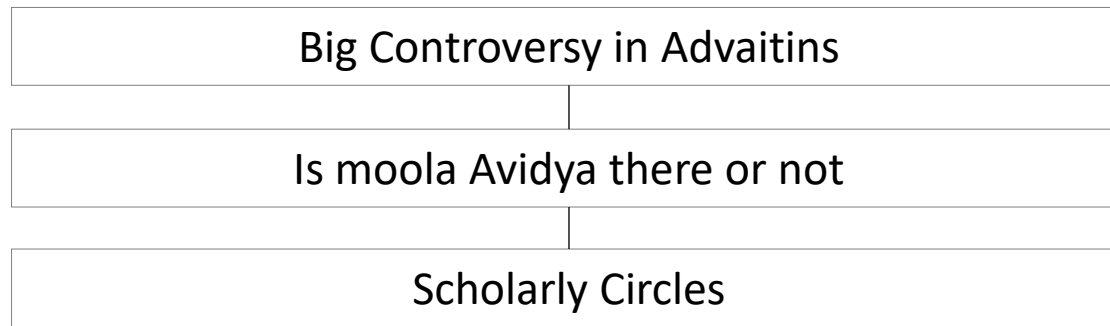 Big Controversy in Advaitins
Is moola Avidya there or not
Scholarly Circles